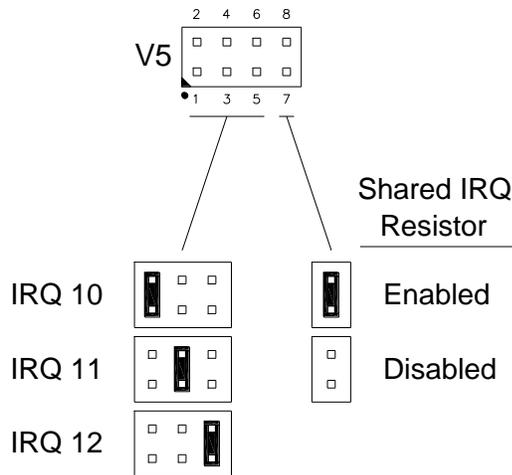 2 4 6 8
V5
1 3 5 7
Shared IRQ
Resistor
IRQ 10
Enabled
IRQ 11
Disabled
IRQ 12